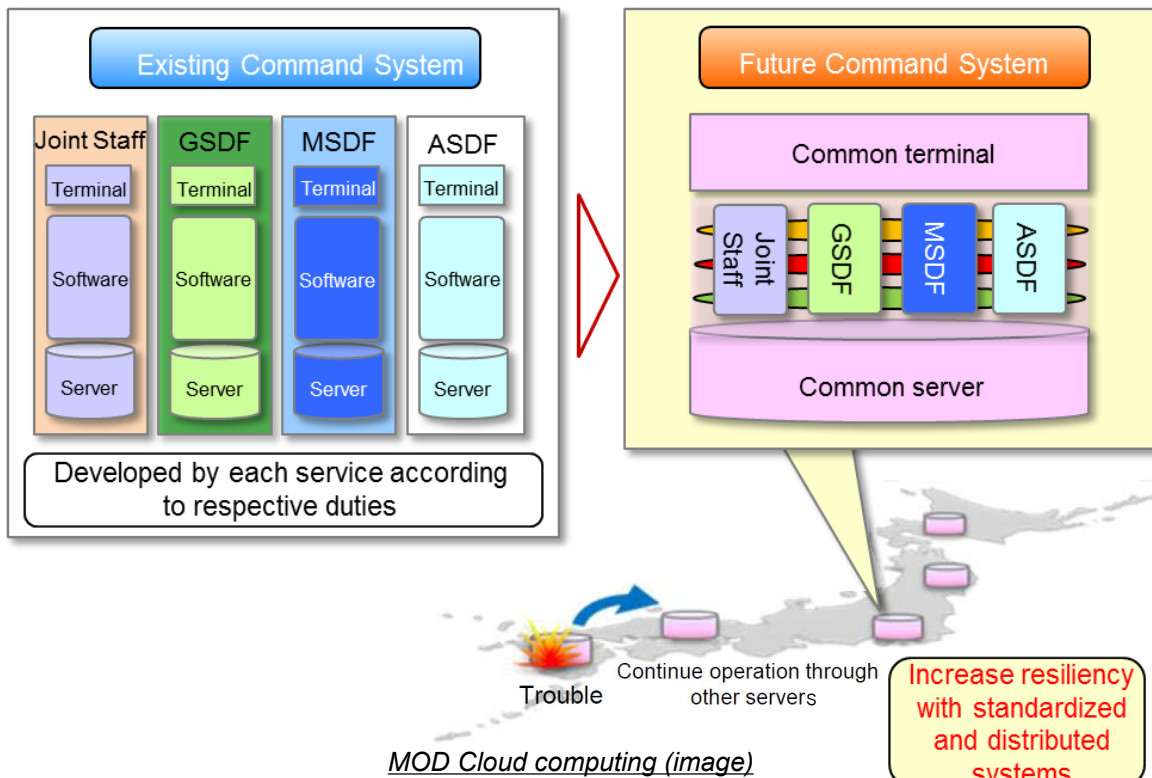 Existing Command System
Joint Staff
GSDF
MSDF
ASDF
Terminal
Terminal
Terminal
Terminal
Software
Software
Software
Software
Server
Server
Server
Server
Developed by each service according
to respective duties
Future Command System
Common terminal
Joint
Staff
GSDF
MSDF
ASDF
Common server
Trouble
Continue operation through
other servers
Increase resiliency
with standardized
and distributed
systems
MOD Cloud computing (image)